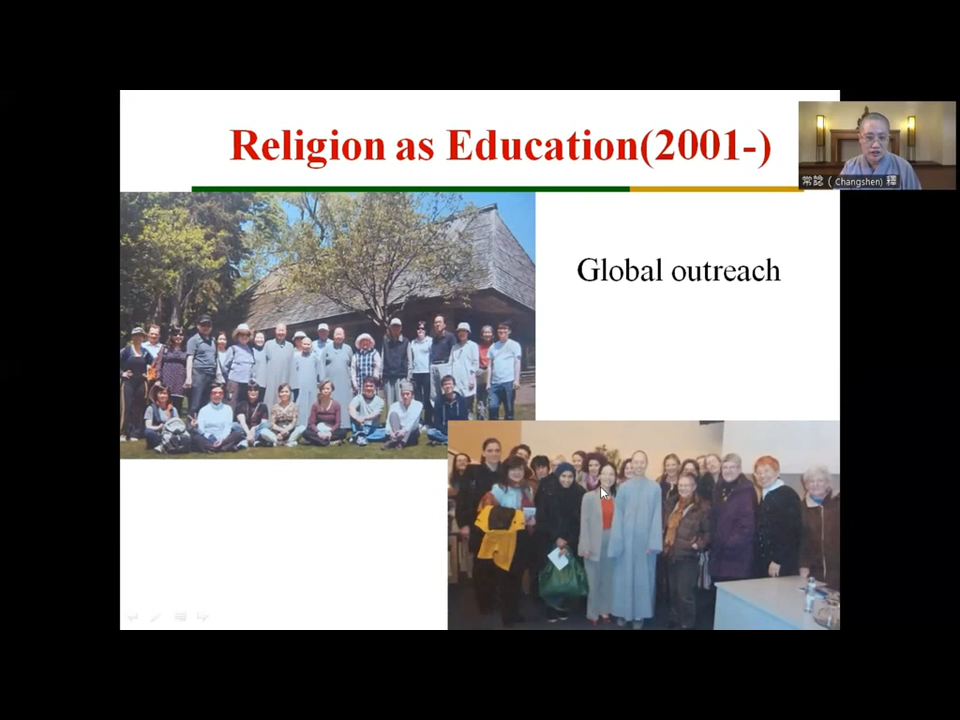 Religion as Education(2001-)
Global outreach
常諗 ( Changshen) 釋